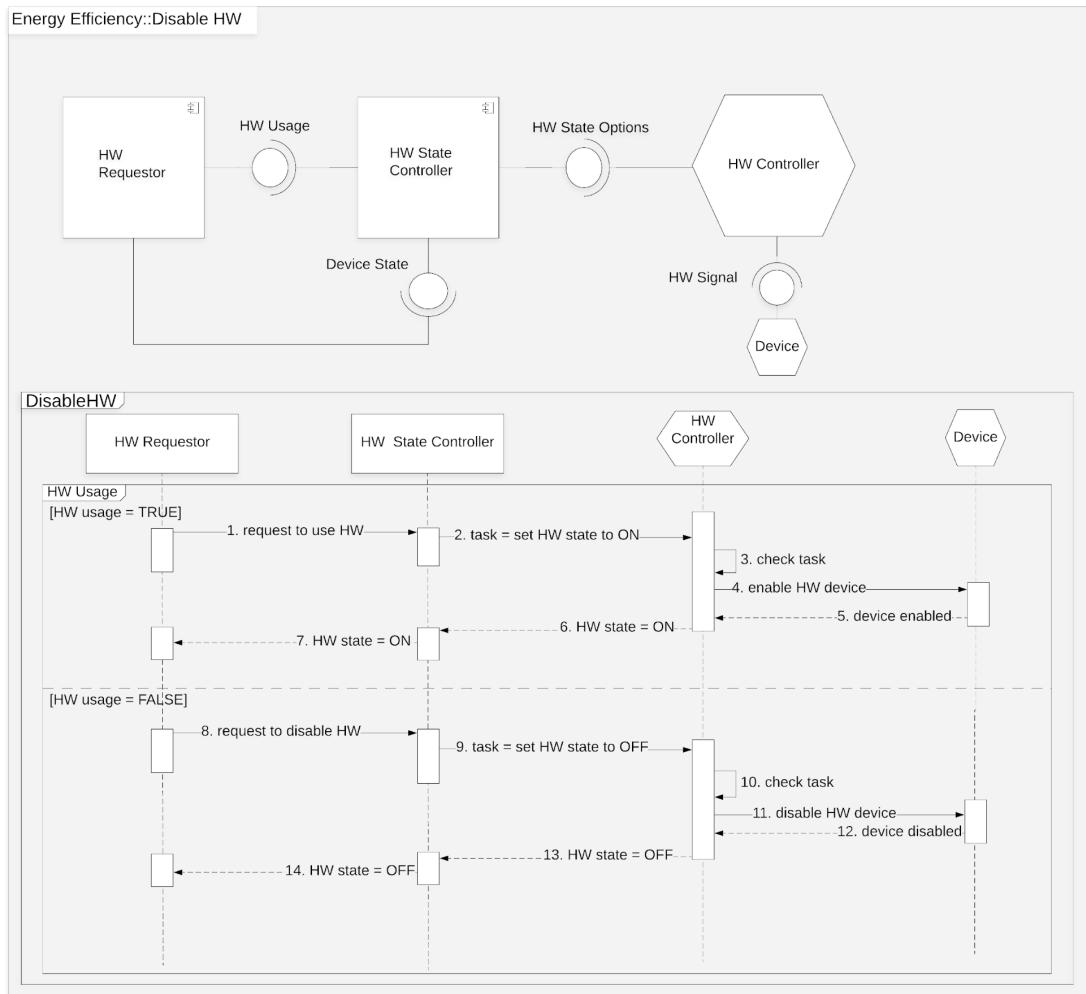 Energy Efficiency::Disable HW
HW Usage
HW State Options
HW
Requestor
HW State
Controller
HW Controller
Device State
HW Signal
Device
DisableHW
HW Requestor
HW State Controller
HW
Controller
Device
HW Usage
[HW usage = TRUE]
1. request to use HW
2. task = set HW state to ON
3. check task
4. enable HW device
5. device enabled
6. HW state = ON
7. HW state = ON
[HW usage = FALSE]
8. request to disable HW
9. task = set HW state to OFF
10. check task
11. disable HW device
12. device disabled
13. HW state = OFF
14. HW state = OFF